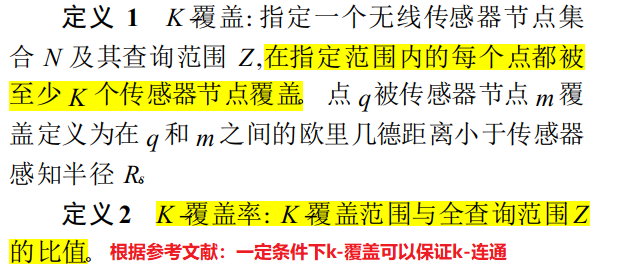 定义 1 K-覆盖: 指定一个无线传感器节点集
合 N 及其查询范围 Z,在指定范围内的每个点都被
至少 K 个传感器节点覆盖。 点 q 被传感器节点 m 覆
盖定义为在 q 和 m 之间的欧里几德距离小于传感器
感知半径 R。
定义 2 K-覆盖率: K-覆盖范围与全查询范围 Z
的比值。 根据参考文献：一定条件下k-覆盖可以保证k-连通